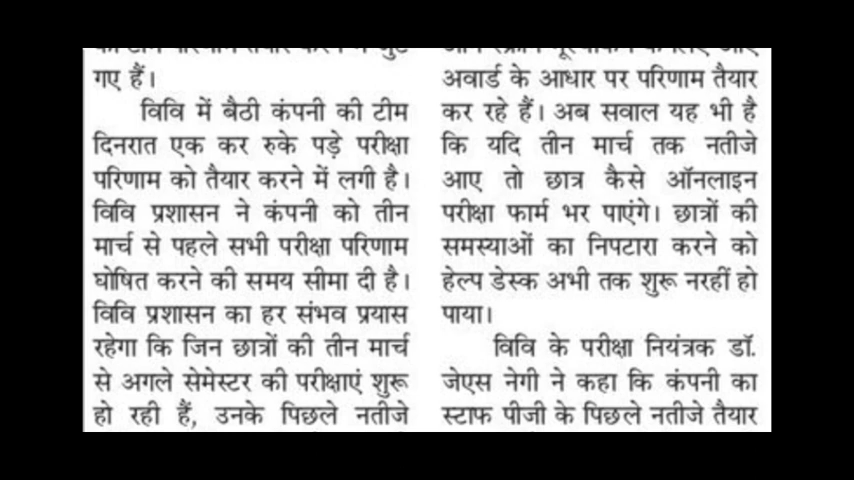 गए हैं।
विवि में बैठी कंपनी की टीम
दिनरात एक कर रुके पड़े परीक्षा
परिणाम को तैयार करने में लगी है।
विवि प्रशासन ने कंपनी को तीन
मार्च से पहले सभी परीक्षा परिणाम
घोषित करने की समय सीमा दी है।
विवि प्रशासन का हर संभव प्रयास
रहेगा कि जिन छात्रों की तीन मार्च
से अगले सेमेस्टर की परीक्षाएं शुरू
हो रही हैं, उनके पिछले नतीजे
अवार्ड के आधार पर परिणाम तैयार
कर रहे हैं। अब सवाल यह भी है
कि यदि तीन मार्च तक नतीजे
आए तो छात्र कैसे ऑनलाइन
परीक्षा फार्म भर पाएंगे। छात्रों की
समस्याओं का निपटारा करने को
हेल्प डेस्क अभी तक शुरू नरहीं हो
पाया।
विवि के परीक्षा नियंत्रक डॉ.
जेएस नेगी ने कहा कि कंपनी का
स्टाफ पीजी के पिछले नतीजे तैयार